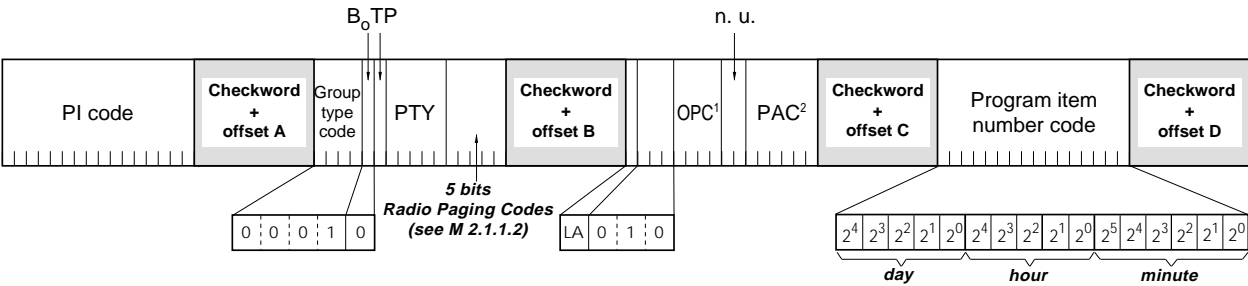 B₀TP
n. u.
PI code
Checkword
+
offset A
Group
type
code
PTY
Checkword
+
offset B
OPC¹
PAC²
Checkword
+
offset C
Program item
number code
Checkword
+
offset D
5 bits
Radio Paging Codes
(see M 2.1.1.2)
0 0 0 1 0
LA 0 1 0
2⁴ 2³ 2² 2¹ 2⁰ 2⁴ 2³ 2² 2¹ 2⁰ 2⁵ 2⁴ 2³ 2² 2¹ 2⁰
day hour minute